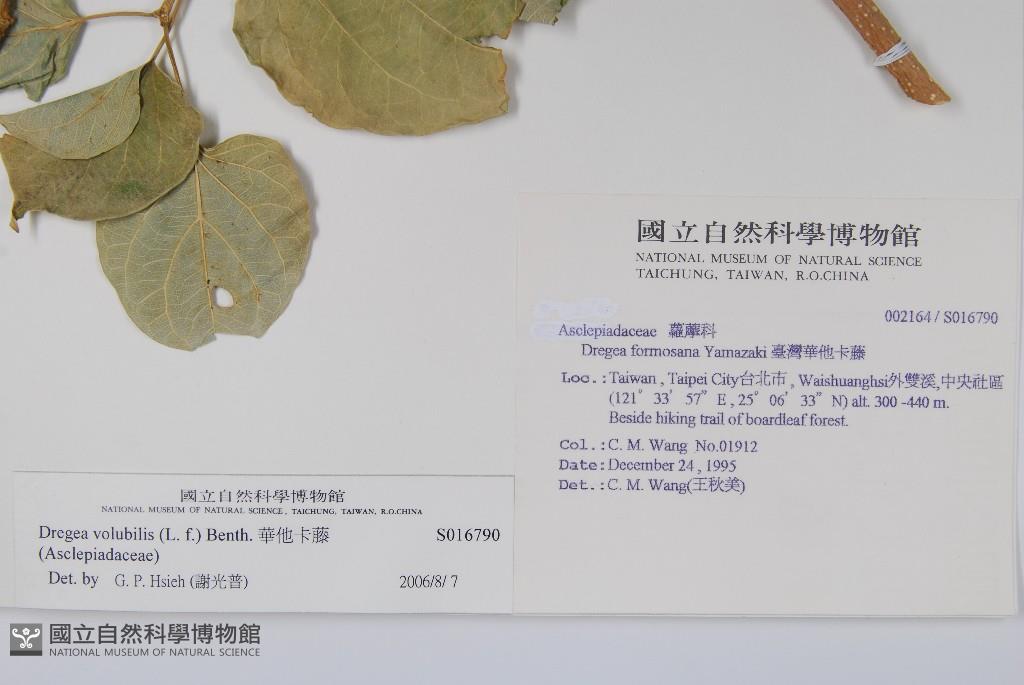 國立自然科學博物館
NATIONAL MUSEUM OF NATURAL SCIENCE
TAICHUNG, TAIWAN, R.O.CHINA
002164 / S016790
Asclepiadaceae 蘿藦科
Dregea formosana Yamazaki 臺灣華他卡藤
Loc.: Taiwan , Taipei City台北市 , Waishuanghsi外雙溪,中央社區
(121° 33’ 57” E , 25° 06’ 33” N) alt. 300 -440 m.
Beside hiking trail of boardleaf forest.
Col.: C. M. Wang No.01912
Date: December 24 , 1995
Det.: C. M. Wang(王秋美)
國立自然科學博物館
NATIONAL MUSEUM OF NATURAL SCIENCE, TAICHUNG, TAIWAN, R.O.CHINA
Dregea volubilis (L. f.) Benth. 華他卡藤 S016790
(Asclepiadaceae)
Det. by G. P. Hsieh (謝光普) 2006/8/ 7
國立自然科學博物館
NATIONAL MUSEUM OF NATURAL SCIENCE